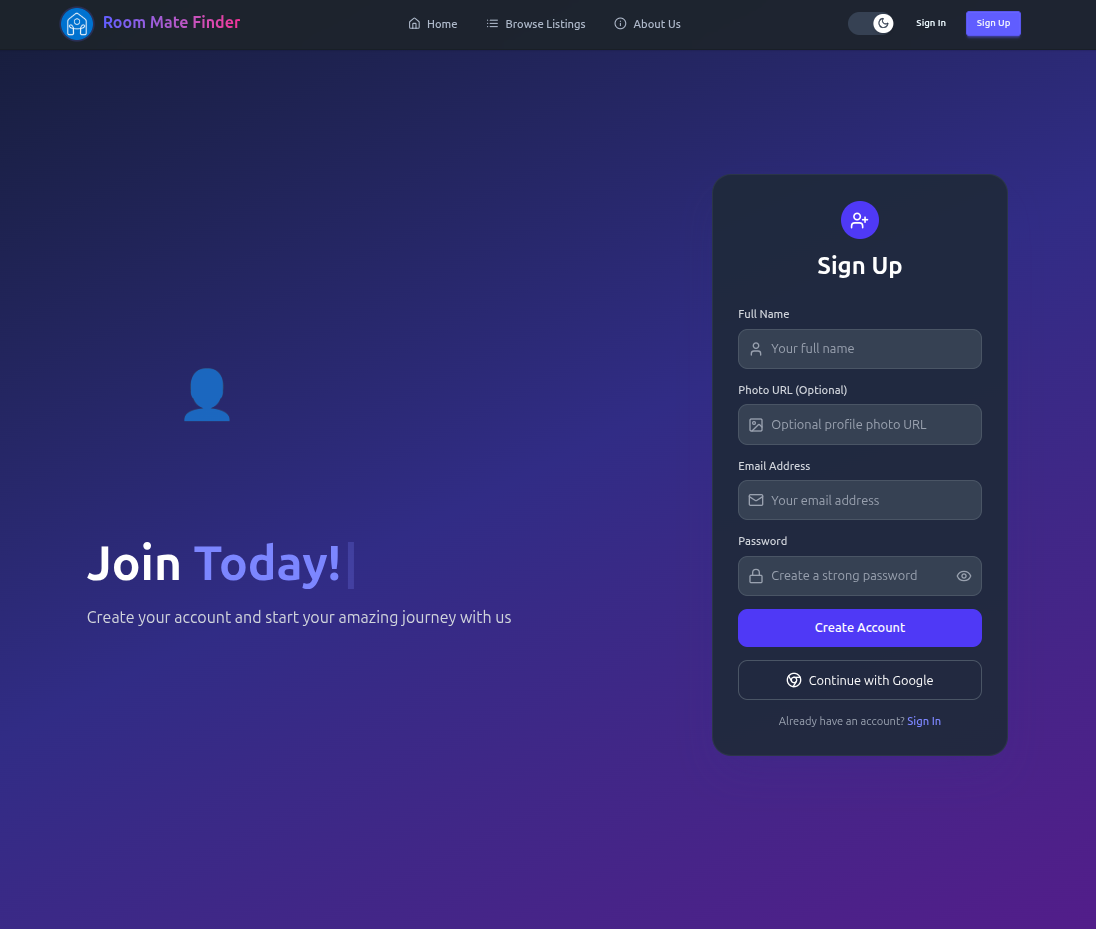 Room Mate Finder
Home
Browse Listings
About Us
Sign In
Sign Up
Join Today!
Create your account and start your amazing journey with us
Sign Up
Full Name
Your full name
Photo URL (Optional)
Optional profile photo URL
Email Address
Your email address
Password
Create a strong password
Create Account
Continue with Google
Already have an account? Sign In